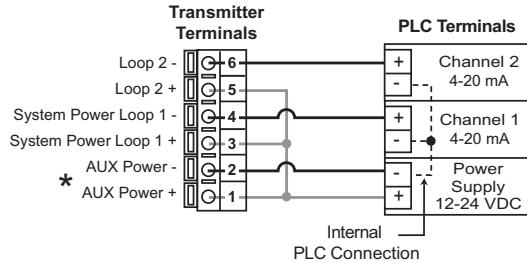 Transmitter
Terminals
PLC Terminals
Loop 2 -
6
+
Channel 2
4-20 mA
Loop 2 +
5
-
System Power Loop 1 -
4
+
Channel 1
4-20 mA
System Power Loop 1 +
3
-
AUX Power -
2
-
Power
Supply
12-24 VDC
*
AUX Power +
1
+
Internal
PLC Connection